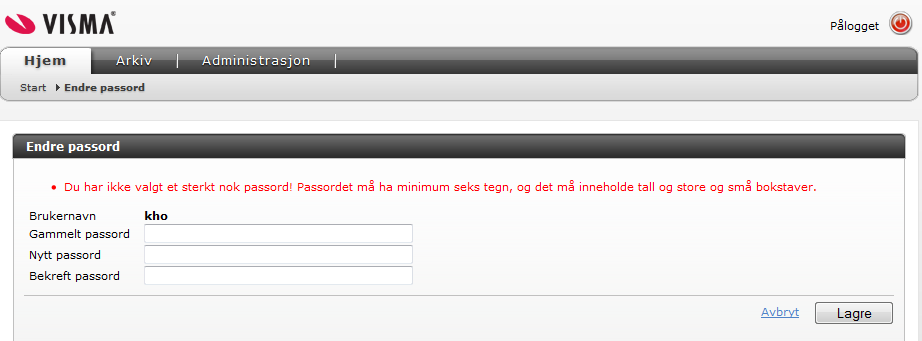 VISMA®
Pålogget
Hjem Arkiv | Administrasjon |
Start Endre passord
Endre passord
• Du har ikke valgt et sterkt nok passord! Passordet må ha minimum seks tegn, og det må inneholde tall og store og små bokstaver.
Brukernavn kho
Gammelt passord
Nytt passord
Bekreft passord
Avbryt Lagre